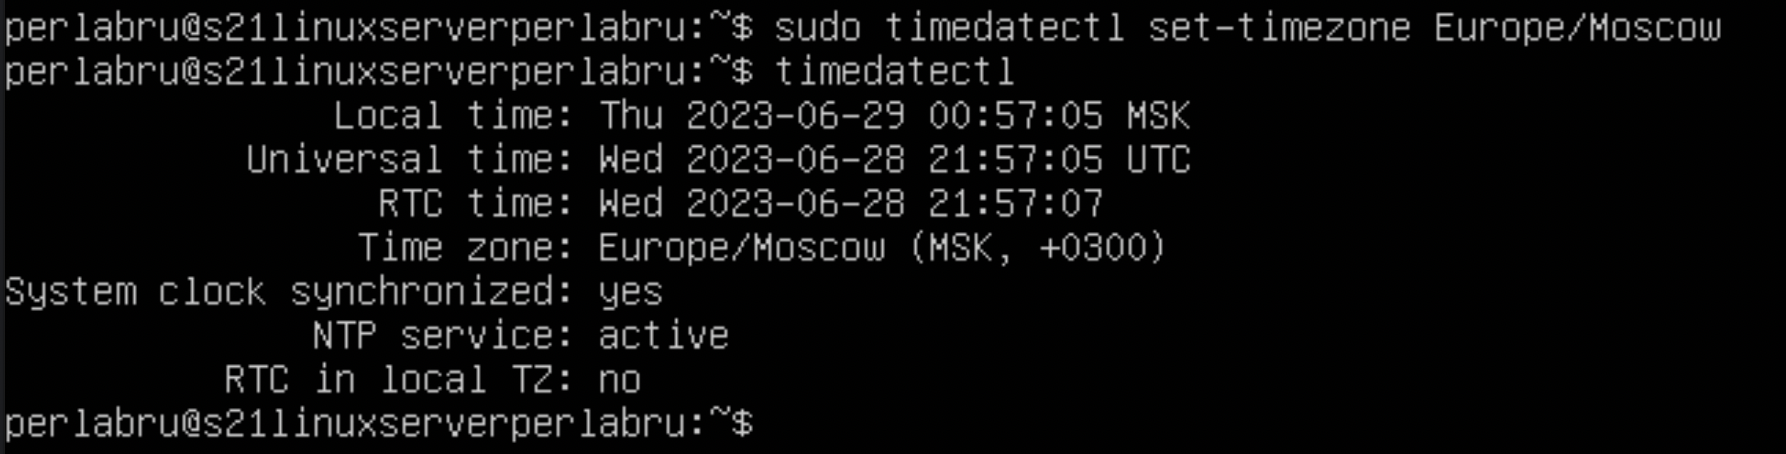 perlabru@s21linuxserverperlabru:~$ sudo timedatectl set-timezone Europe/Moscow
perlabru@s21linuxserverperlabru:~$ timedatectl
Local time: Thu 2023-06-29 00:57:05 MSK
Universal time: Wed 2023-06-28 21:57:05 UTC
RTC time: Wed 2023-06-28 21:57:07
Time zone: Europe/Moscow (MSK, +0300)
System clock synchronized: yes
NTP service: active
RTC in local TZ: no
perlabru@s21linuxserverperlabru:~$